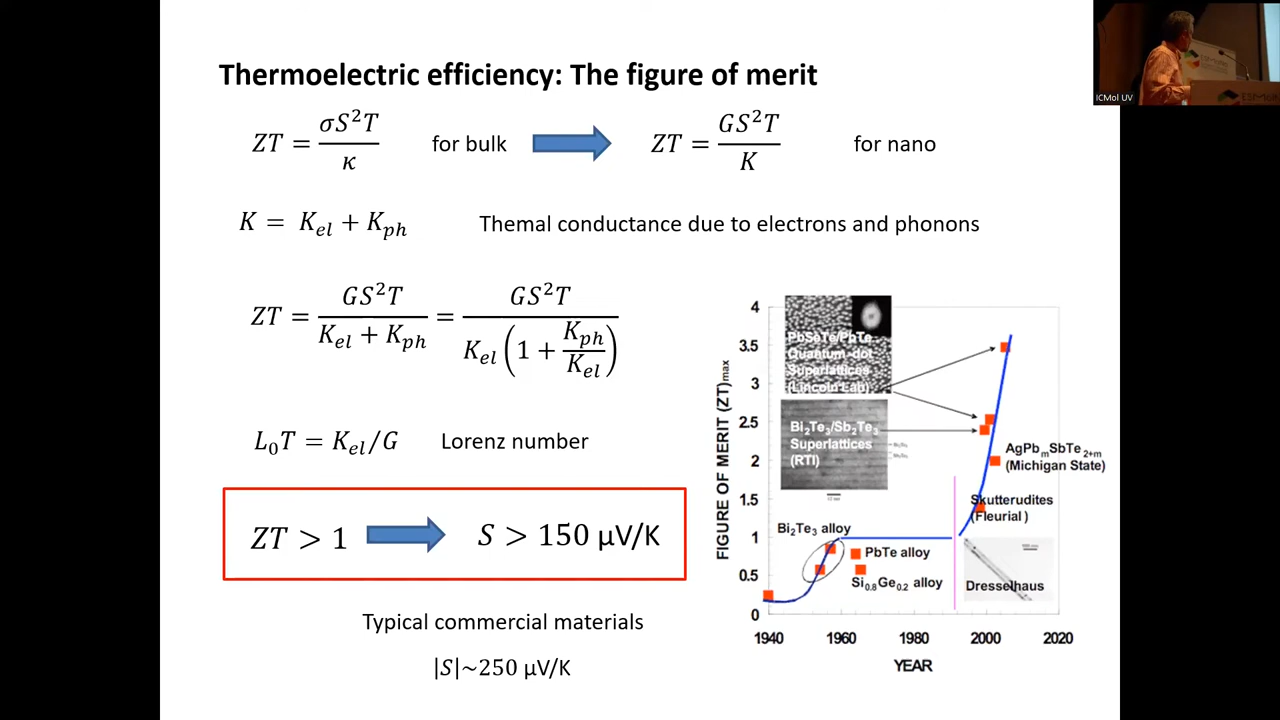 Thermoelectric efficiency: The figure of merit
ZT = σS²T / κ for bulk ZT = GS²T / K for nano
K = K_el + K_ph Themal conductance due to electrons and phonons
ZT = GS²T / (K_el + K_ph) = GS²T / (K_el (1 + K_ph / K_el))
L₀T = K_el/G Lorenz number
ZT > 1 S > 150 μV/K
Typical commercial materials
|S|~250 μV/K
FIGURE OF MERIT (ZT)max
4
3.5
3
2.5
2
1.5
1
0.5
0
PbSeTe/PbTe
Quantum-dot
Superlattices
(Lincoln Lab)
Bi₂Te₃/Sb₂Te₃
Superlattices
(RTI)
AgPbₘSbTe₂₊ₘ
(Michigan State)
Skutterudites
(Fleurial )
Bi₂Te₃ alloy
PbTe alloy
Si₀.₈Ge₀.₂ alloy
Dresselhaus
1940 1960 1980 2000 2020
YEAR
ICMol UV